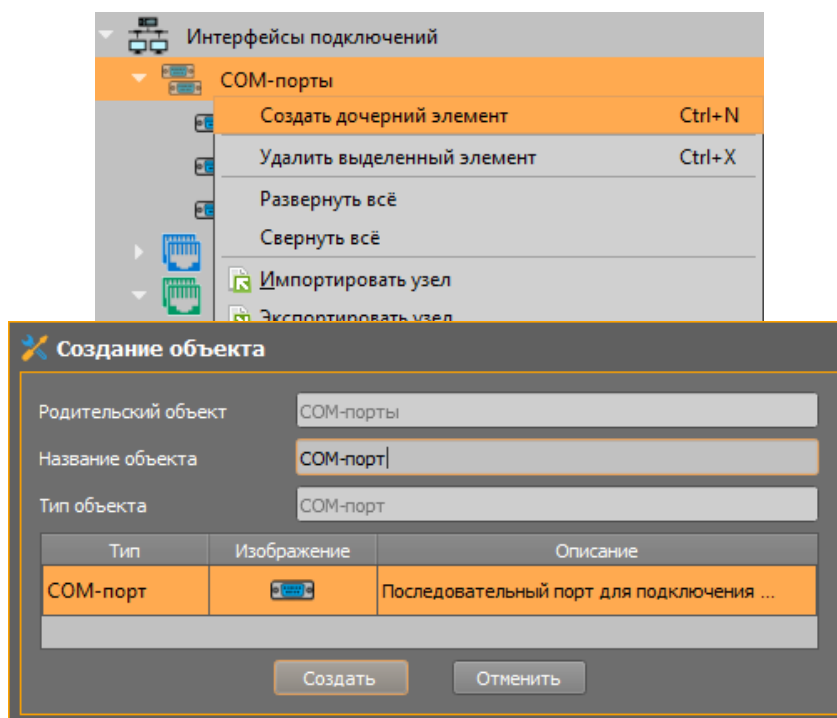 Интерфейсы подключений
COM-порты
Создать дочерний элемент Ctrl+N
Удалить выделенный элемент Ctrl+X
Развернуть всё
Свернуть всё
Импортировать узел
Экспортировать узел
Создание объекта
Родительский объект COM-порты
Название объекта COM-порт
Тип объекта COM-порт
Тип Изображение Описание
COM-порт Последовательный порт для подключения ...
Создать Отменить